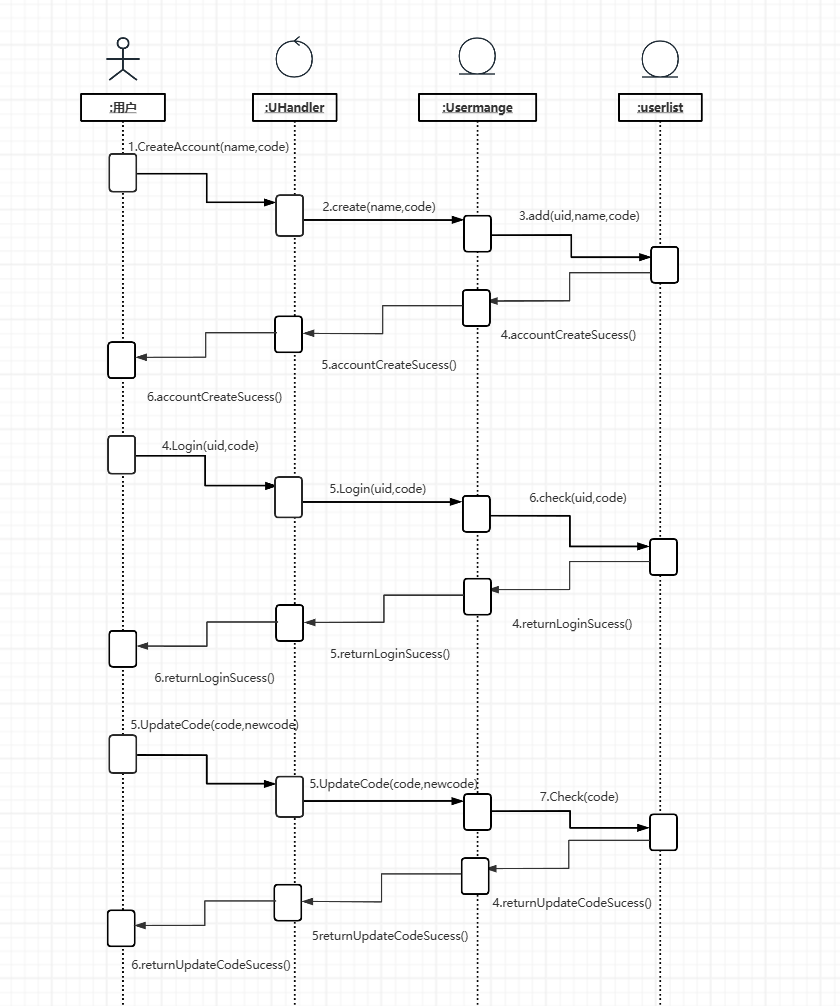 :用户
:UHandler
:Usermange
:userlist
1.CreateAccount(name,code)
2.create(name,code)
3.add(uid,name,code)
4.accountCreateSucess()
5.accountCreateSucess()
6.accountCreateSucess()
4.Login(uid,code)
5.Login(uid,code)
6.check(uid,code)
4.returnLoginSucess()
5.returnLoginSucess()
6.returnLoginSucess()
5.UpdateCode(code,newcode)
5.UpdateCode(code,newcode)
7.Check(code)
4.returnUpdateCodeSucess()
5returnUpdateCodeSucess()
6.returnUpdateCodeSucess()